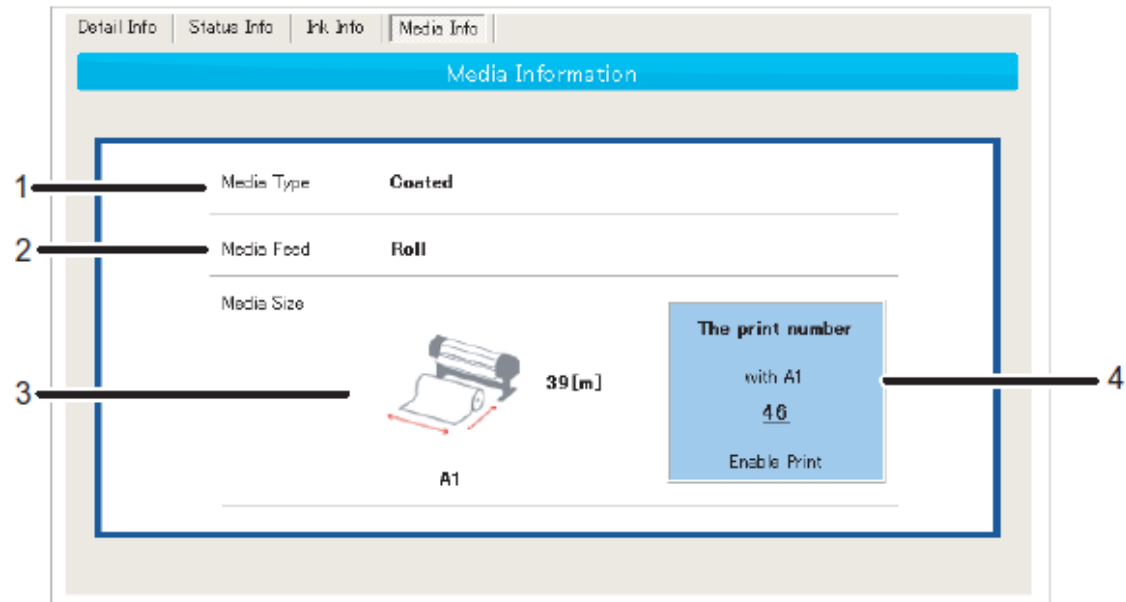 Detail Info Status Info Ink Info Media Info
Media Information
1 Media Type Coated
2 Media Feed Roll
Media Size
The print number
with A1
3 39[m] 4
46
Enable Print
A1